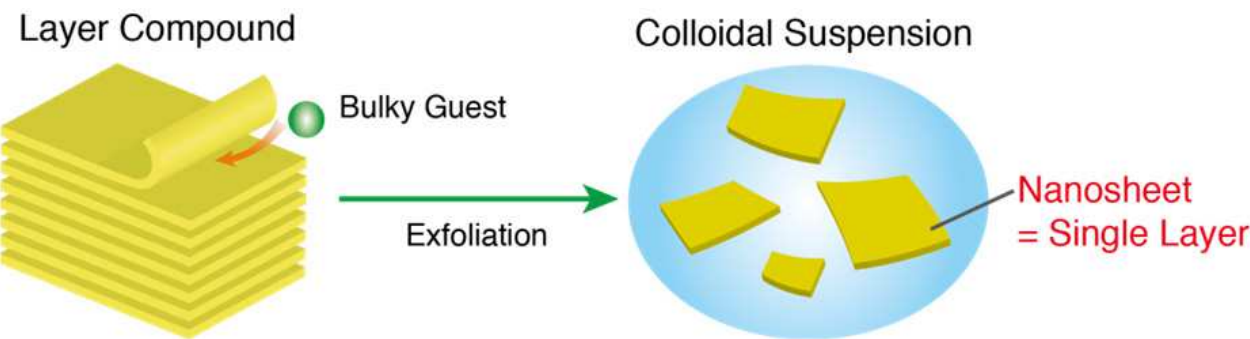 Layer Compound
Colloidal Suspension
Bulky Guest
Exfoliation
Nanosheet
= Single Layer